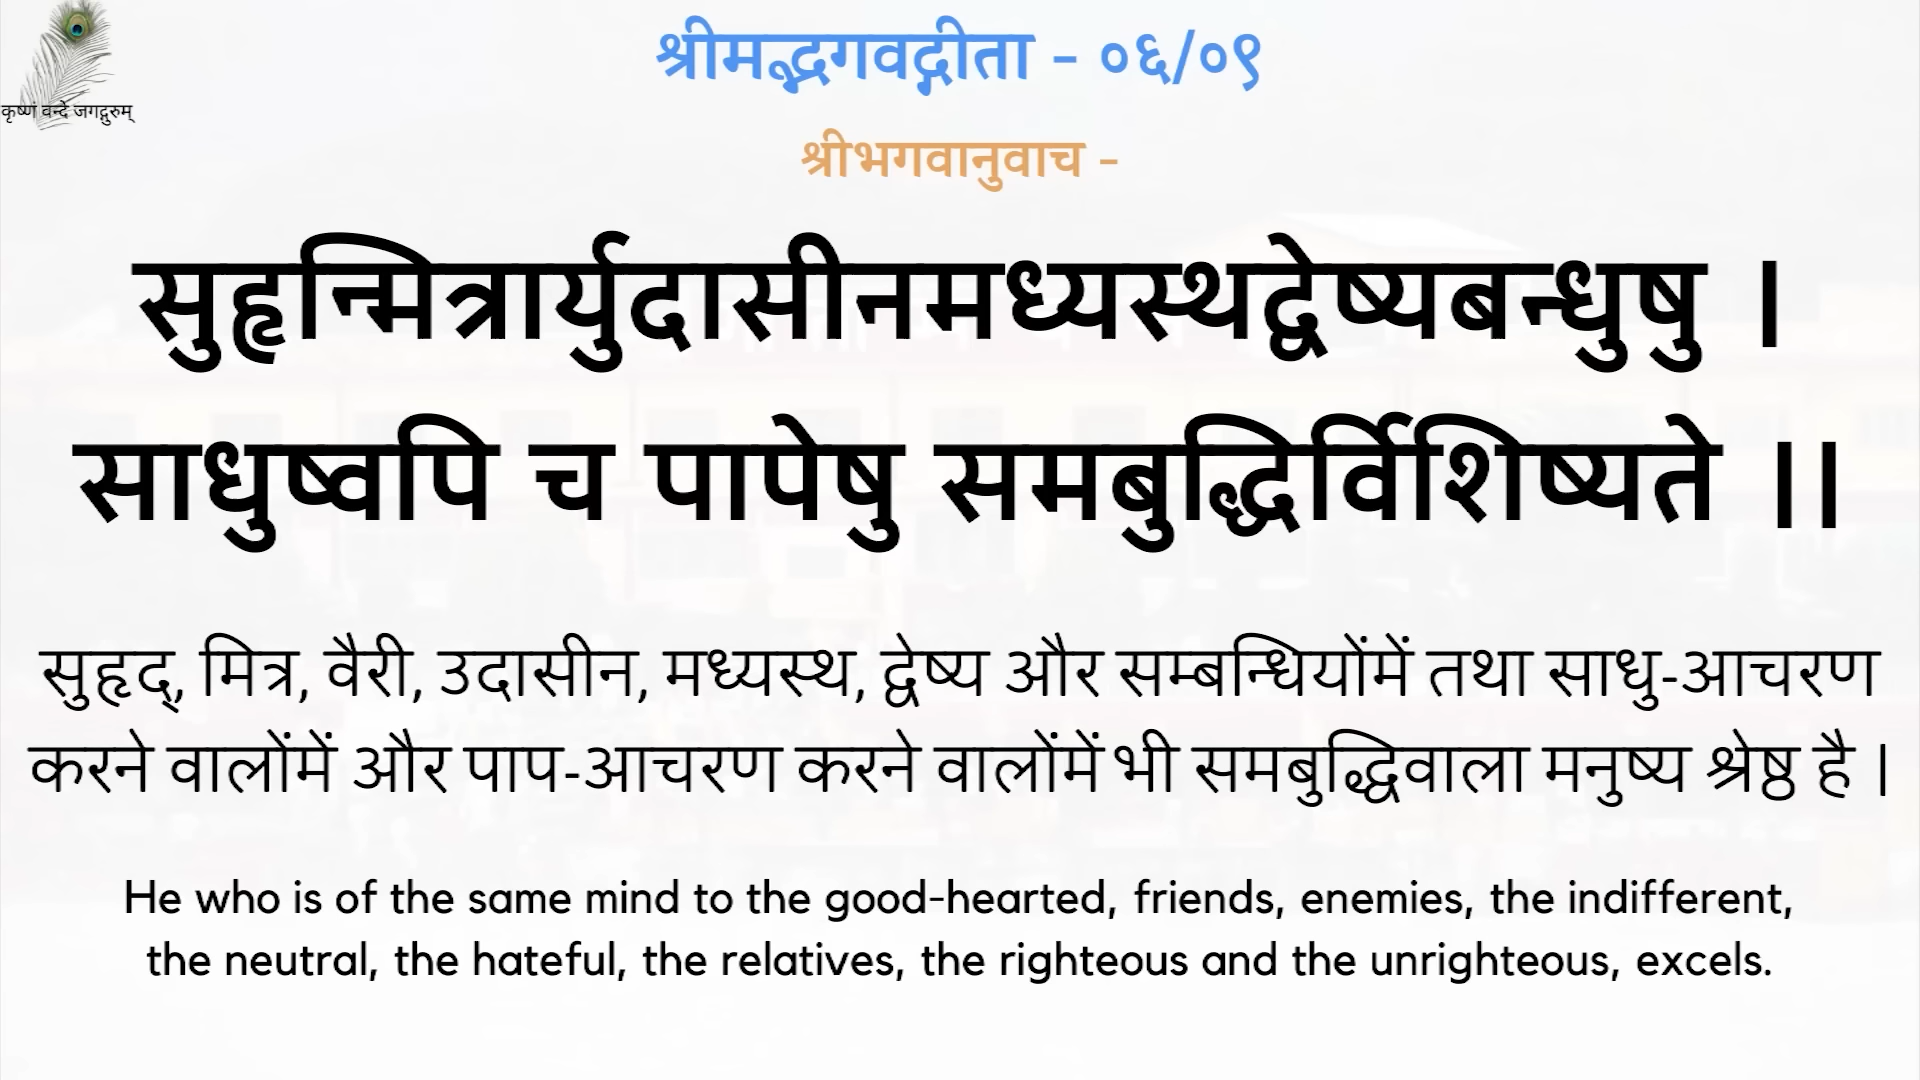 श्रीमद्भगवद्गीता - ०६/०९
कृष्णं वन्दे जगद्गुरुम्
श्रीभगवानुवाच -
सुहृन्मित्रार्युदासीनमध्यस्थद्वेष्यबन्धुषु ।
साधुष्वपि च पापेषु समबुद्धिर्विशिष्यते ।।
सुहृद्, मित्र, वैरी, उदासीन, मध्यस्थ, द्वेष्य और सम्बन्धियोंमें तथा साधु-आचरण
करने वालोंमें और पाप-आचरण करने वालोंमें भी समबुद्धिवाला मनुष्य श्रेष्ठ है |
He who is of the same mind to the good-hearted, friends, enemies, the indifferent,
the neutral, the hateful, the relatives, the righteous and the unrighteous, excels.